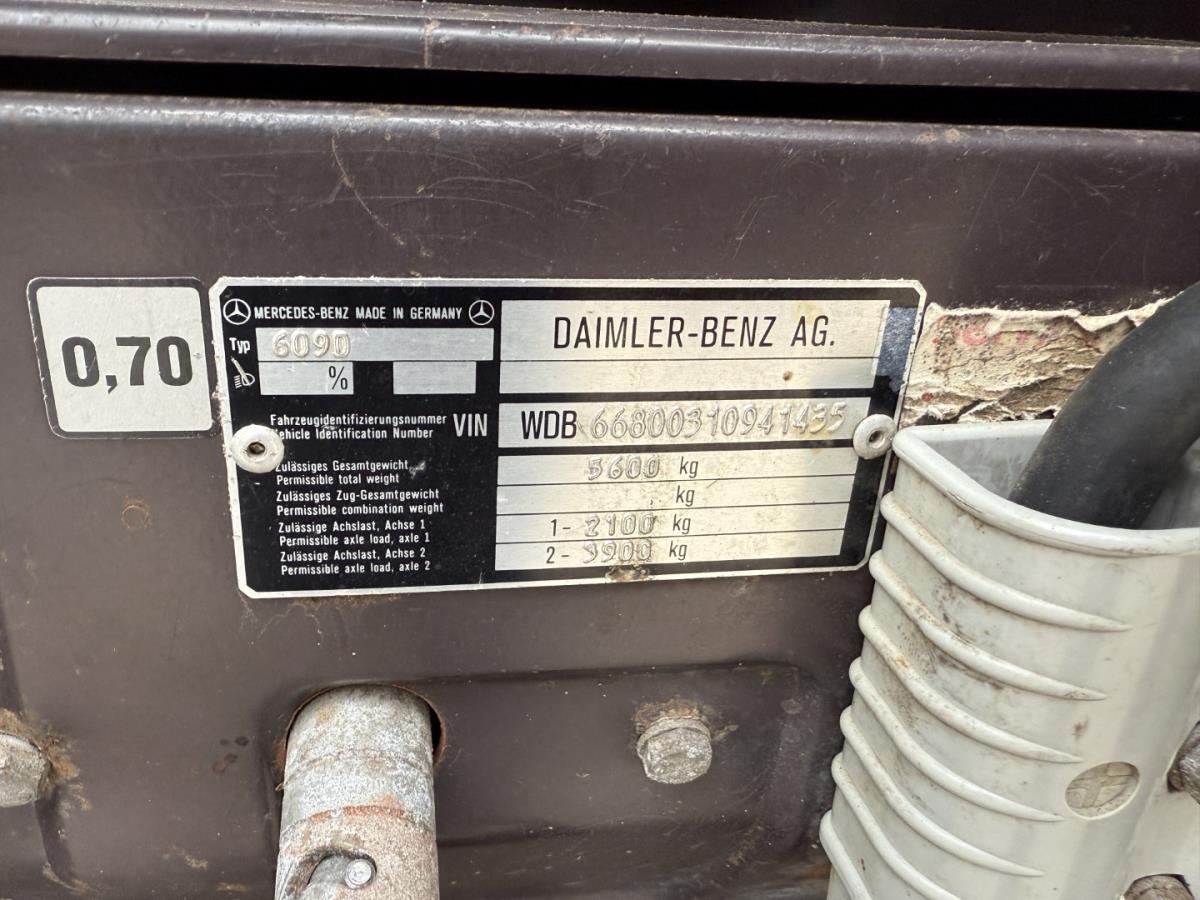 0,70
MERCEDES-BENZ MADE IN GERMANY
Typ 609D
%
DAIMLER-BENZ AG.
Fahrzeugidentifizierungsnummer
Vehicle Identification Number
VIN
WDB 66800310941435
Zulässiges Gesamtgewicht
Permissible total weight
5600 kg
Zulässiges Zug-Gesamtgewicht
Permissible combination weight
kg
Zulässige Achslast, Achse 1
Permissible axle load, axle 1
1- 2100 kg
Zulässige Achslast, Achse 2
Permissible axle load, axle 2
2- 3900 kg